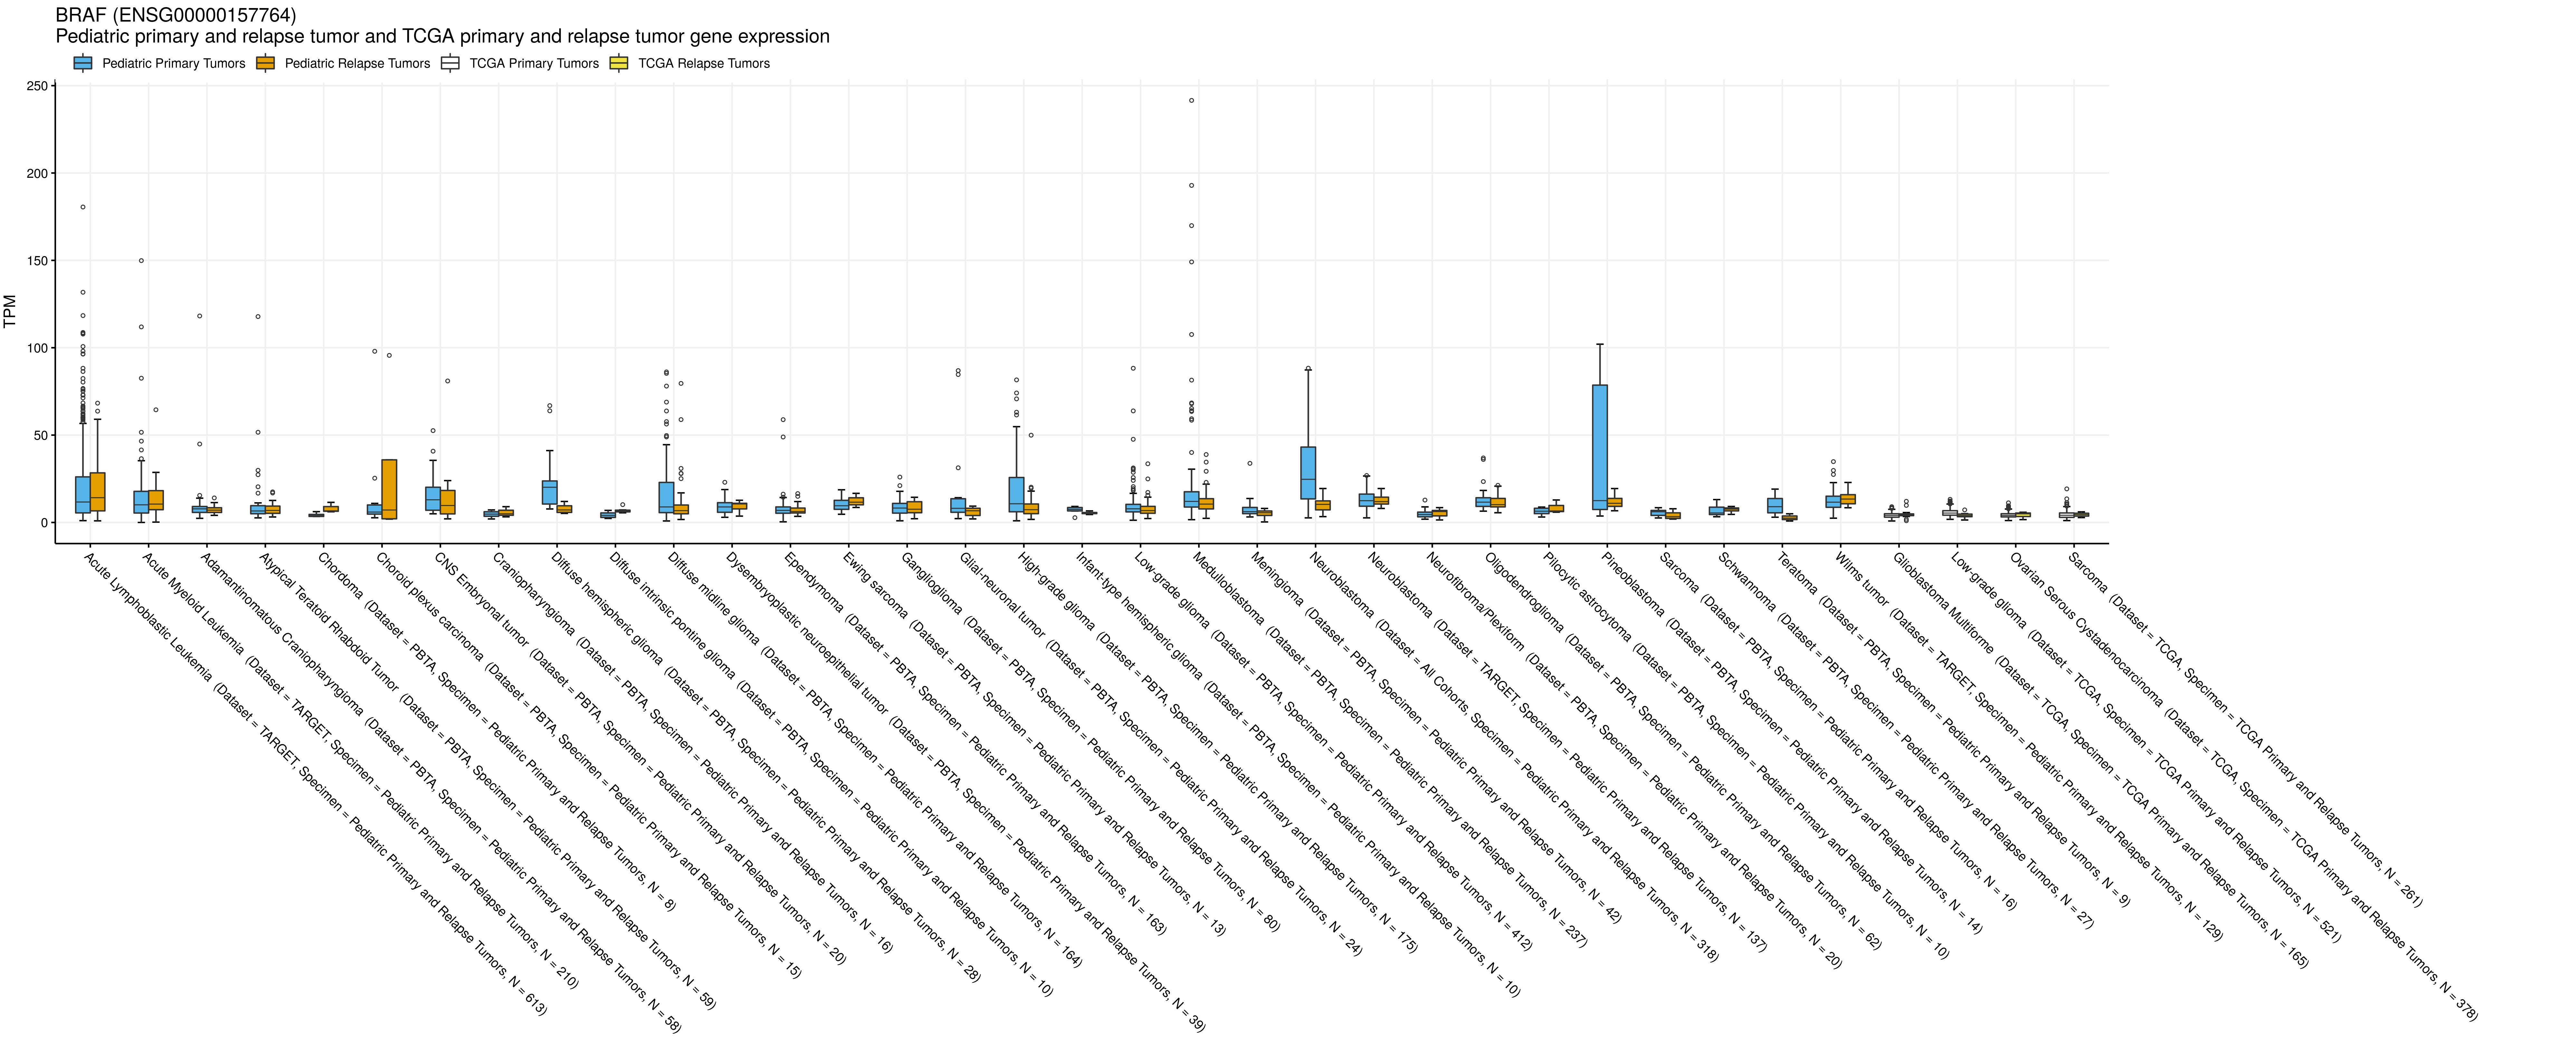 BRAF (ENSG00000157764)
Pediatric primary and relapse tumor and TCGA primary and relapse tumor gene expression
Pediatric Primary Tumors
Pediatric Relapse Tumors
TCGA Primary Tumors
TCGA Relapse Tumors
TPM
250
200
150
100
50
0
Acute Lymphoblastic Leukemia (Dataset = TARGET, Specimen = Pediatric Primary and Relapse Tumors, N = 613)
Acute Myeloid Leukemia (Dataset = TARGET, Specimen = Pediatric Primary and Relapse Tumors, N = 210)
Adamantinomatous Craniopharyngioma (Dataset = PBTA, Specimen = Pediatric Primary and Relapse Tumors, N = 58)
Atypical Teratoid Rhabdoid Tumor (Dataset = PBTA, Specimen = Pediatric Primary and Relapse Tumors, N = 59)
Chordoma (Dataset = PBTA, Specimen = Pediatric Primary and Relapse Tumors, N = 8)
Choroid plexus carcinoma (Dataset = PBTA, Specimen = Pediatric Primary and Relapse Tumors, N = 15)
CNS Embryonal tumor (Dataset = PBTA, Specimen = Pediatric Primary and Relapse Tumors, N = 20)
Craniopharyngioma (Dataset = PBTA, Specimen = Pediatric Primary and Relapse Tumors, N = 16)
Diffuse hemispheric glioma (Dataset = PBTA, Specimen = Pediatric Primary and Relapse Tumors, N = 28)
Diffuse intrinsic pontine glioma (Dataset = PBTA, Specimen = Pediatric Primary and Relapse Tumors, N = 10)
Diffuse midline glioma (Dataset = PBTA, Specimen = Pediatric Primary and Relapse Tumors, N = 164)
Dysembryoplastic neuroepithelial tumor (Dataset = PBTA, Specimen = Pediatric Primary and Relapse Tumors, N = 39)
Ependymoma (Dataset = PBTA, Specimen = Pediatric Primary and Relapse Tumors, N = 163)
Ewing sarcoma (Dataset = PBTA, Specimen = Pediatric Primary and Relapse Tumors, N = 13)
Ganglioglioma (Dataset = PBTA, Specimen = Pediatric Primary and Relapse Tumors, N = 80)
Glial-neuronal tumor (Dataset = PBTA, Specimen = Pediatric Primary and Relapse Tumors, N = 24)
High-grade glioma (Dataset = PBTA, Specimen = Pediatric Primary and Relapse Tumors, N = 175)
Infant-type hemispheric glioma (Dataset = PBTA, Specimen = Pediatric Primary and Relapse Tumors, N = 10)
Low-grade glioma (Dataset = PBTA, Specimen = Pediatric Primary and Relapse Tumors, N = 412)
Medulloblastoma (Dataset = PBTA, Specimen = Pediatric Primary and Relapse Tumors, N = 237)
Meningioma (Dataset = PBTA, Specimen = Pediatric Primary and Relapse Tumors, N = 42)
Neuroblastoma (Dataset = All Cohorts, Specimen = Pediatric Primary and Relapse Tumors, N = 318)
Neuroblastoma (Dataset = TARGET, Specimen = Pediatric Primary and Relapse Tumors, N = 137)
Neurofibroma/Plexiform (Dataset = PBTA, Specimen = Pediatric Primary and Relapse Tumors, N = 20)
Oligodendroglioma (Dataset = PBTA, Specimen = Pediatric Primary and Relapse Tumors, N = 62)
Pilocytic astrocytoma (Dataset = PBTA, Specimen = Pediatric Primary and Relapse Tumors, N = 10)
Pineoblastoma (Dataset = PBTA, Specimen = Pediatric Primary and Relapse Tumors, N = 14)
Sarcoma (Dataset = PBTA, Specimen = Pediatric Primary and Relapse Tumors, N = 16)
Schwannoma (Dataset = PBTA, Specimen = Pediatric Primary and Relapse Tumors, N = 27)
Teratoma (Dataset = PBTA, Specimen = Pediatric Primary and Relapse Tumors, N = 9)
Wilms tumor (Dataset = TARGET, Specimen = Pediatric Primary and Relapse Tumors, N = 129)
Glioblastoma Multiforme (Dataset = TCGA, Specimen = TCGA Primary and Relapse Tumors, N = 165)
Low-grade glioma (Dataset = TCGA, Specimen = TCGA Primary and Relapse Tumors, N = 521)
Ovarian Serous Cystadenocarcinoma (Dataset = TCGA, Specimen = TCGA Primary and Relapse Tumors, N = 378)
Sarcoma (Dataset = TCGA, Specimen = TCGA Primary and Relapse Tumors, N = 261)